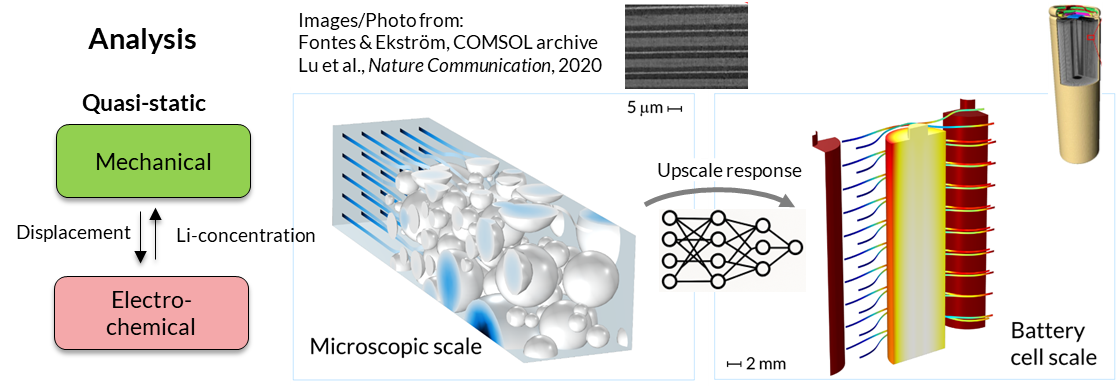 Analysis
Images/Photo from:
Fontes & Ekström, COMSOL archive
Lu et al., Nature Communication, 2020
Quasi-static
Mechanical
Displacement
Li-concentration
Electro-
chemical
5 µm
Microscopic scale
Upscale response
2 mm
Battery
cell scale